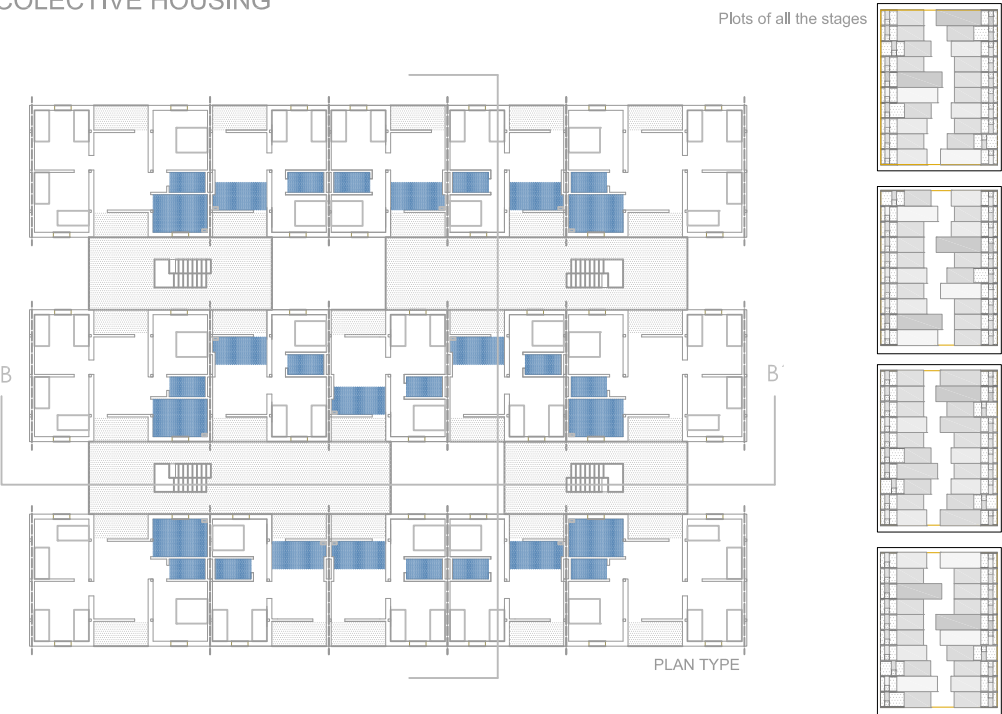 COLECTIVE HOUSING
Plots of all the stages
B
B'
PLAN TYPE